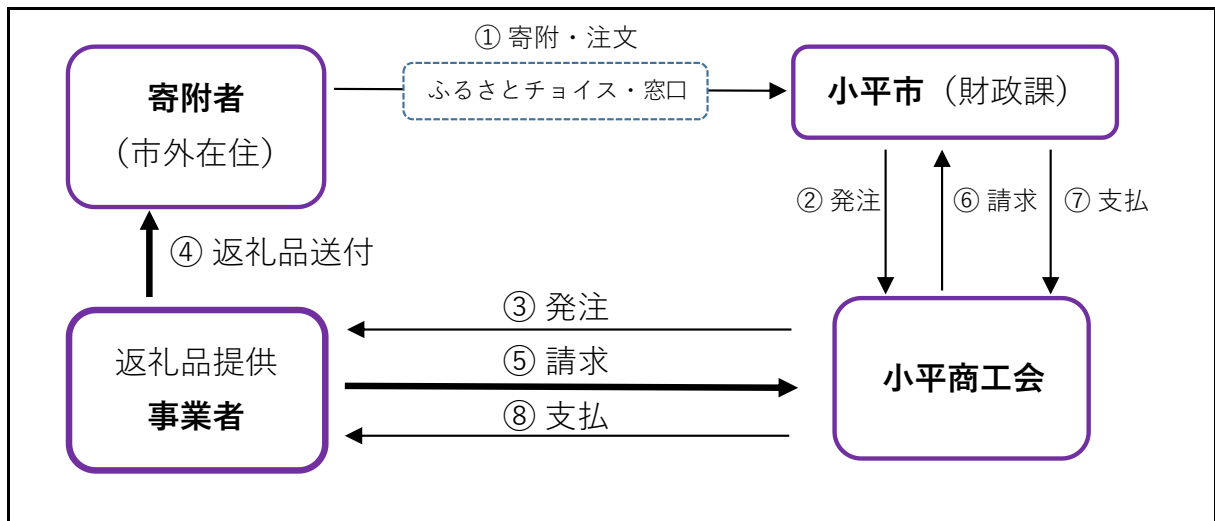 ① 寄附・注文
ふるさとチョイス・窓口
寄附者
（市外在住）
小平市（財政課）
② 発注
⑥ 請求
⑦ 支払
④ 返礼品送付
③ 発注
⑤ 請求
⑧ 支払
返礼品提供
事業者
小平商工会